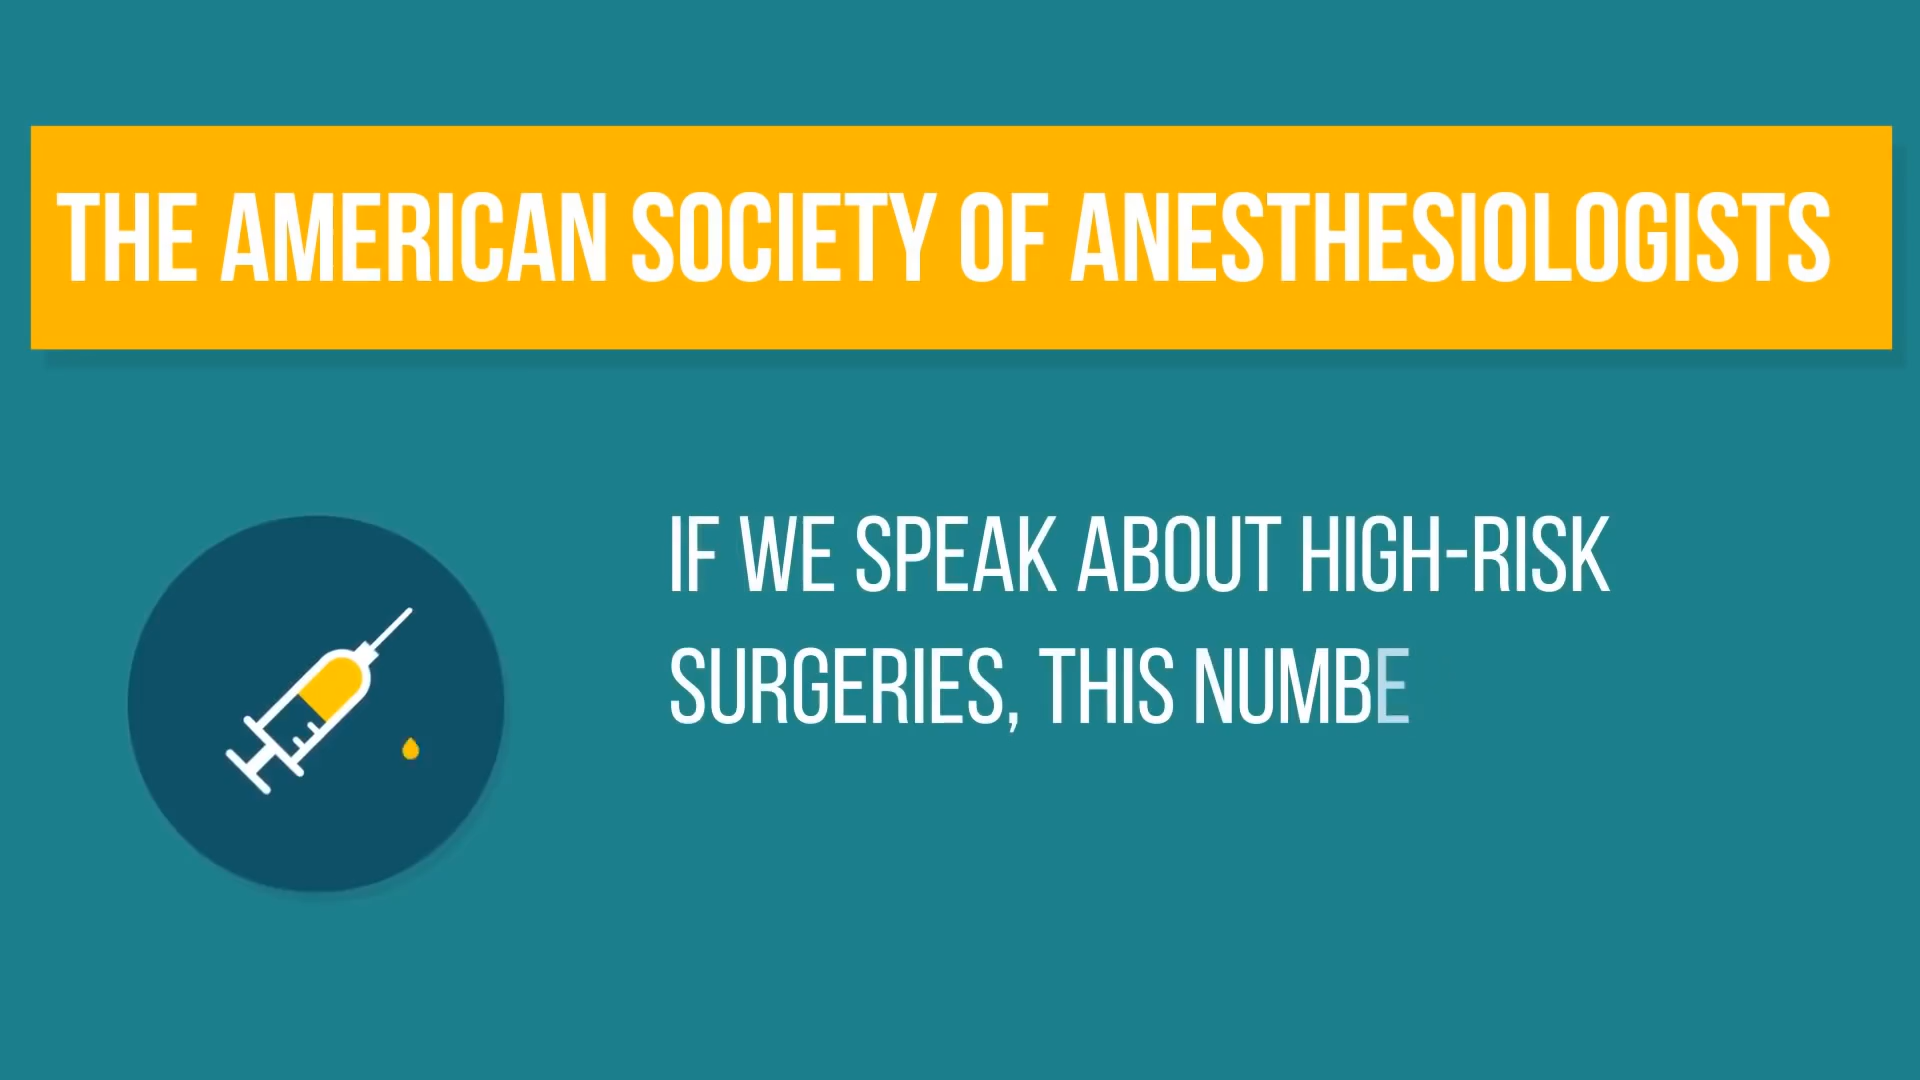 THE AMERICAN SOCIETY OF ANESTHESIOLOGISTS
IF WE SPEAK ABOUT HIGH-RISK
SURGERIES, THIS NUMBE